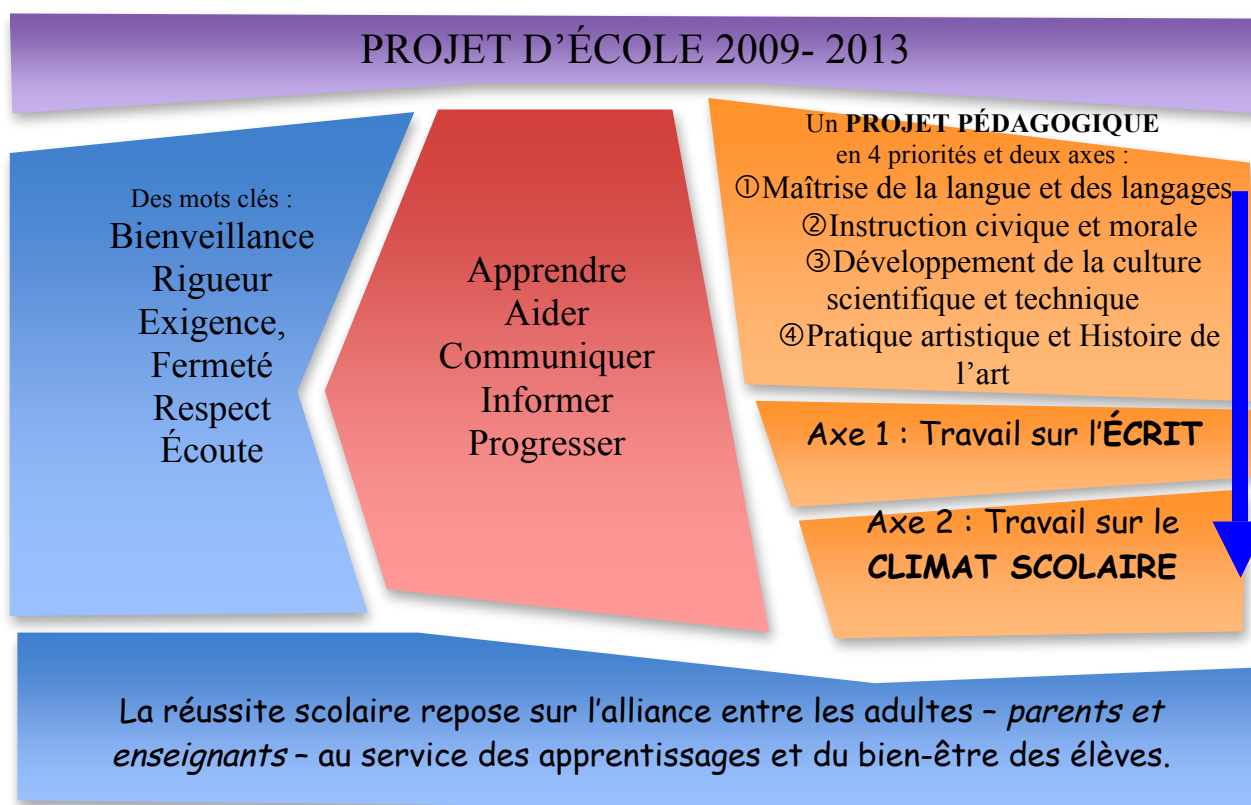 PROJET D’ÉCOLE 2009- 2013
Des mots clés :
Bienveillance
Rigueur
Exigence,
Fermeté
Respect
Écoute
Apprendre
Aider
Communiquer
Informer
Progresser
Un PROJET PÉDAGOGIQUE
en 4 priorités et deux axes :
①Maîtrise de la langue et des langages
②Instruction civique et morale
③Développement de la culture
scientifique et technique
④Pratique artistique et Histoire de
l’art
Axe 1 : Travail sur l’ÉCRIT
Axe 2 : Travail sur le
CLIMAT SCOLAIRE
La réussite scolaire repose sur l’alliance entre les adultes – parents et
enseignants – au service des apprentissages et du bien-être des élèves.